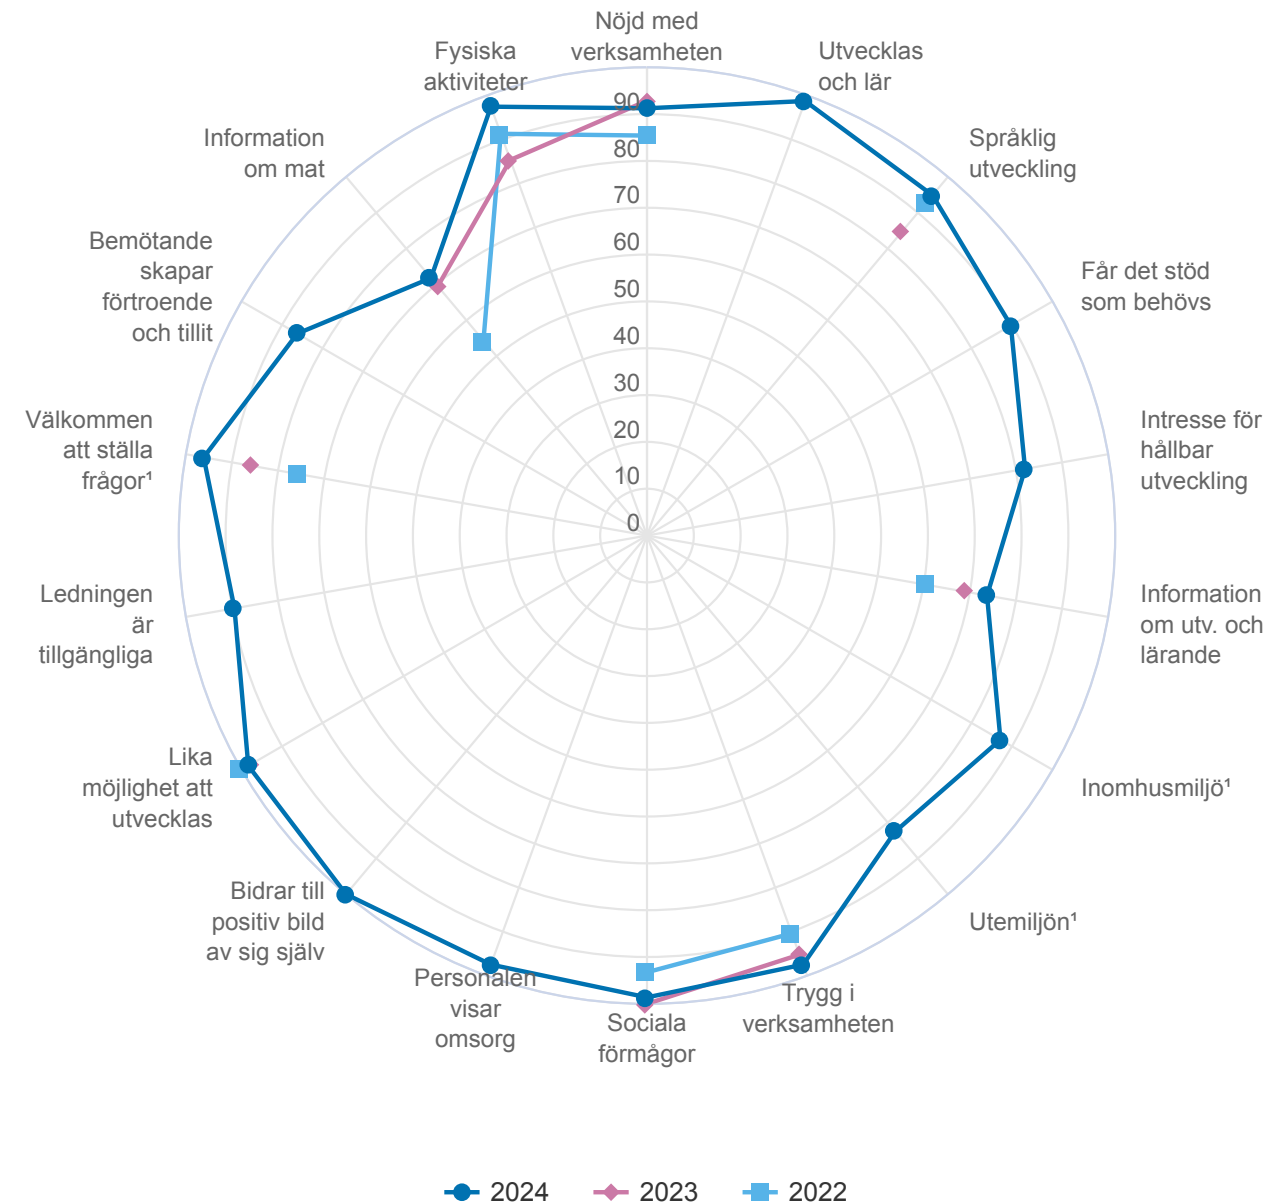 Nöjd med
verksamheten
Utvecklas
och lär
Språklig
utveckling
Får det stöd
som behövs
Intresse för
hållbar
utveckling
Information
om utv. och
lärande
Inomhusmiljö¹
Utemiljön¹
Trygg i
verksamheten
Sociala
förmågor
Personalen
visar
omsorg
Bidrar till
positiv bild
av sig själv
Lika
möjlighet att
utvecklas
Ledningen
är
tillgängliga
Välkommen
att ställa
frågor¹
Bemötande
skapar
förtroende
och tillit
Information
om mat
Fysiska
aktiviteter
90
80
70
60
50
40
30
20
10
0
2024
2023
2022